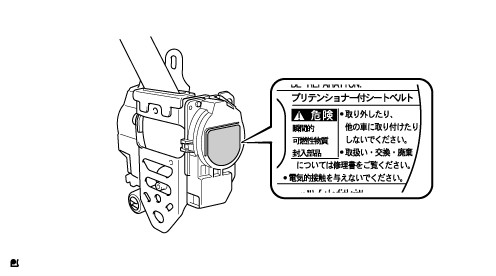 プリテンショナー付シートベルト
危険
瞬間的
可燃性物質
封入部品
•取り外したり、
他の車に取り付けたり
しないでください。
•取扱い・交換・廃棄
については修理書をご覧ください。
•電気的接触を与えないでください。